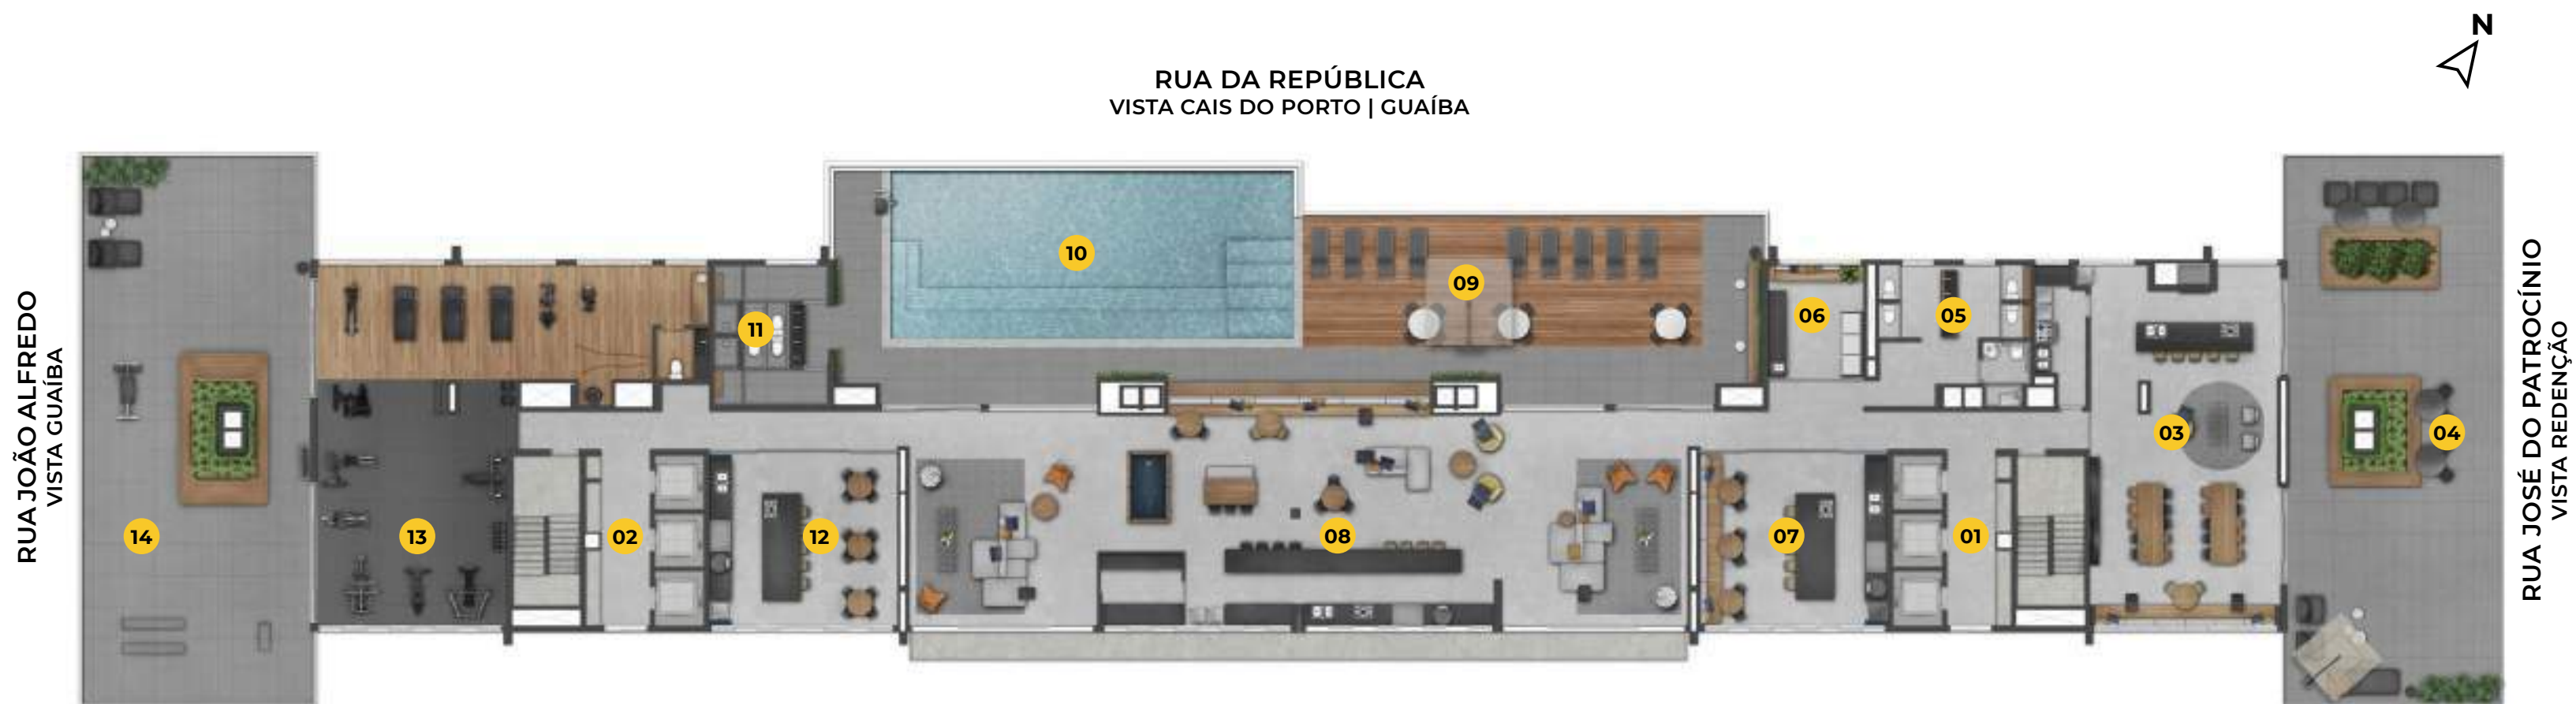 N
RUA DA REPÚBLICA
VISTA CAIS DO PORTO | GUAÍBA
RUA JOÃO ALFREDO
VISTA GUAÍBA
RUA JOSÉ DO PATROCÍNIO
VISTA REDENÇÃO
10
09
11
06
05
03
04
14
13
02
12
08
07
01